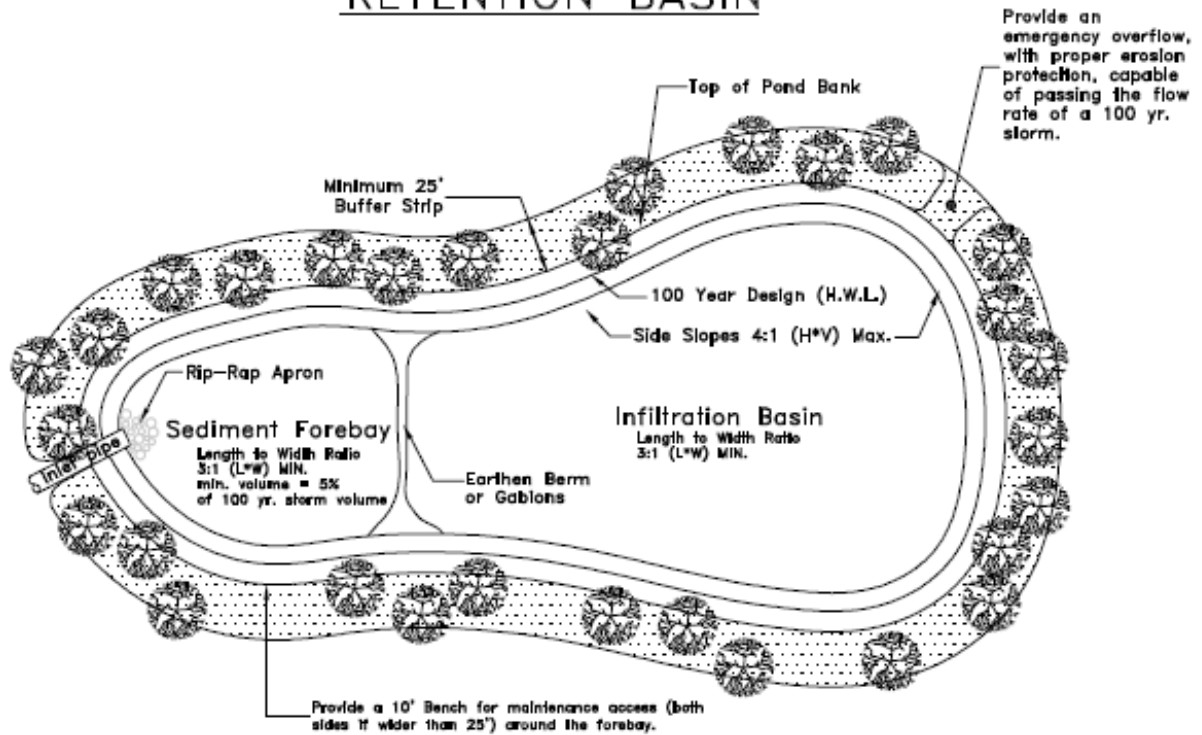 RETENTION BASIN
Provide an
emergency overflow,
with proper erosion
protection, capable
of passing the flow
rate of a 100 yr.
storm.
Top of Pond Bank
Minimum 25'
Buffer Strip
100 Year Design (H.W.L.)
Side Slopes 4:1 (H*V) Max.
Rip-Rap Apron
Sediment Forebay
Length to Width Ratio
3:1 (L*W) MIN.
min. volume = 5%
of 100 yr. storm volume
Infiltration Basin
Length to Width Ratio
3:1 (L*W) MIN.
Inlet pipe
Earthen Berm
or Gabions
Provide a 10' Bench for maintenance access (both
sides if wider than 25') around the forebay.